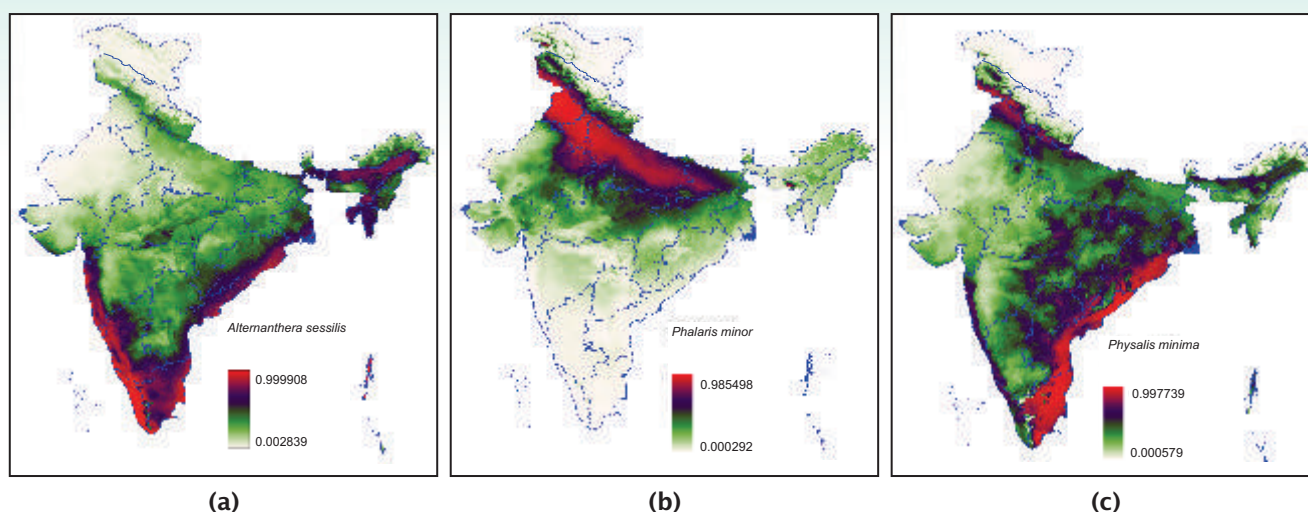 Alternanthera sessilis
0.999908
0.002839
(a)
Phalaris minor
0.985498
0.000292
(b)
Physalis minima
0.997739
0.000579
(c)